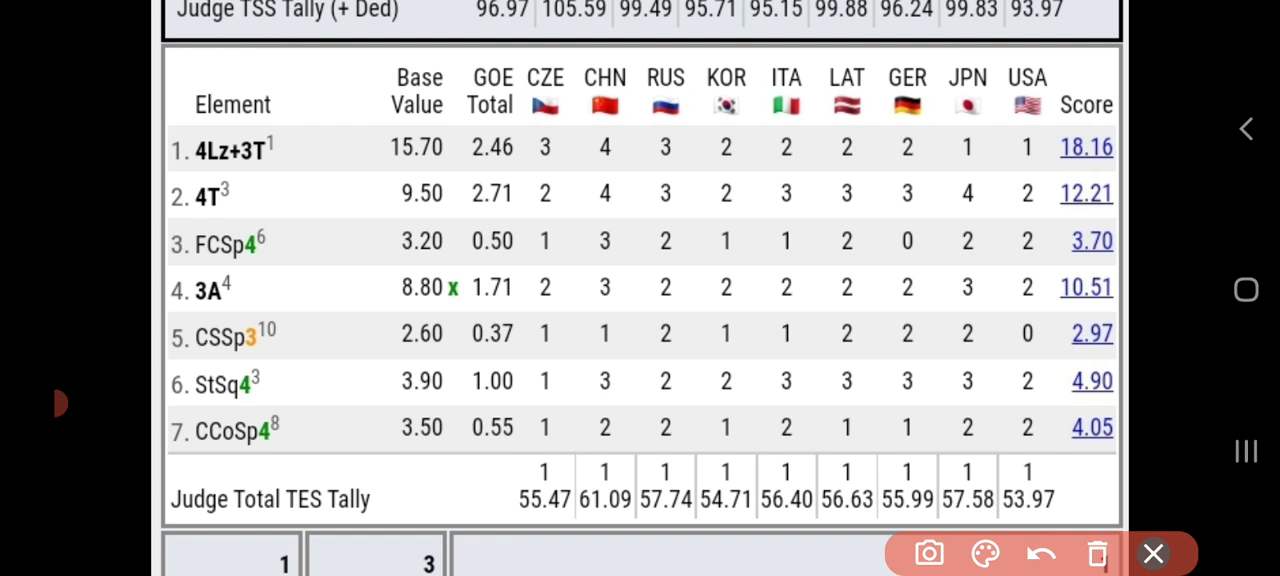 Judge TSS Tally (+ Ded) 96.97 105.59 99.49 95.71 95.15 99.88 96.24 99.83 93.97
Base GOE CZE CHN RUS KOR ITA LAT GER JPN USA
Element Value Total Score
1. 4Lz+3T1 15.70 2.46 3 4 3 2 2 2 2 1 1 18.16
2. 4T3 9.50 2.71 2 4 3 2 3 3 3 4 2 12.21
3. FCSp46 3.20 0.50 1 3 2 1 1 2 0 2 2 3.70
4. 3A4 8.80 x 1.71 2 3 2 2 2 2 2 3 2 10.51
5. CSSp310 2.60 0.37 1 1 2 1 1 2 2 2 0 2.97
6. StSq43 3.90 1.00 1 3 2 2 3 3 3 3 2 4.90
7. CCoSp48 3.50 0.55 1 2 2 1 2 1 1 2 2 4.05
1 1 1 1 1 1 1 1 1
Judge Total TES Tally 55.47 61.09 57.74 54.71 56.40 56.63 55.99 57.58 53.97
1 3